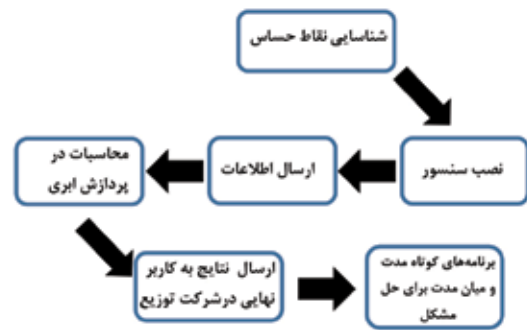 شناسایی نقاط حساس
نصب سنسور
ارسال اطلاعات
محاسبات در
پردازش ابری
ارسال نتایج به کاربر
نهایی درشرکت توزیع
برنامه‌های کوتاه مدت
و میان مدت برای حل
مشکل